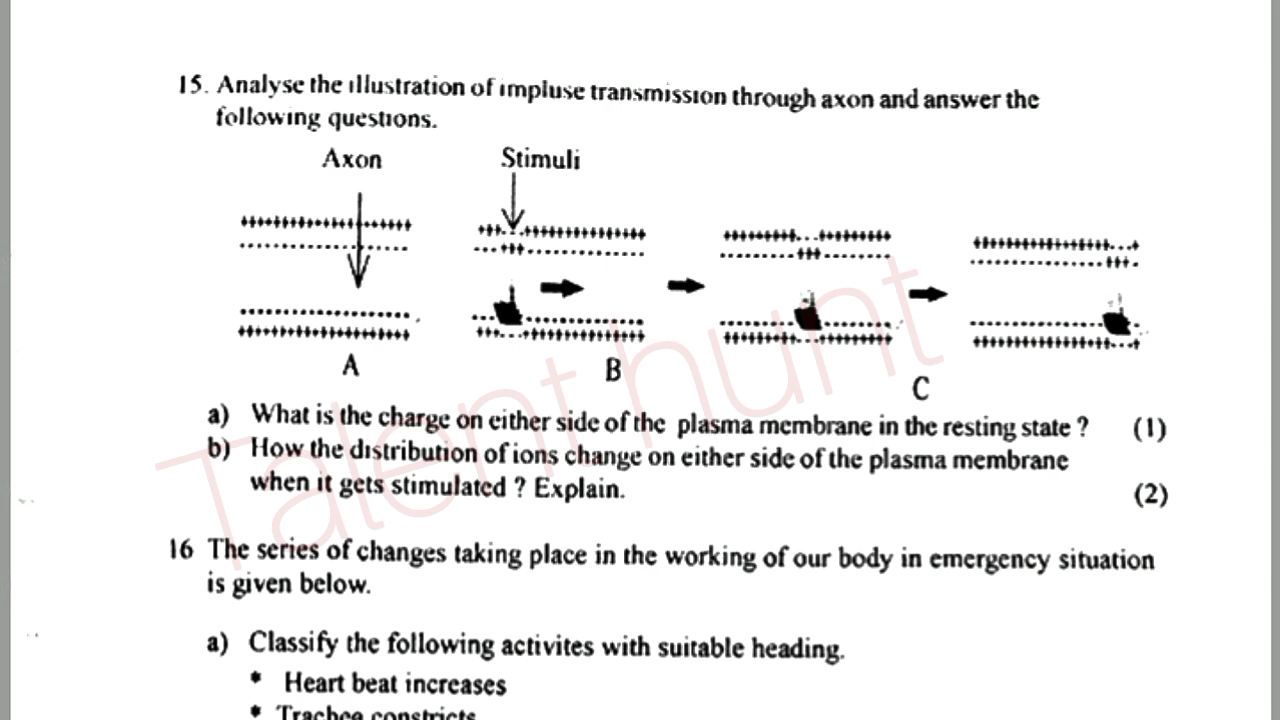 15. Analyse the illustration of impluse transmission through axon and answer the
following questions.
Axon
Stimuli
A
B
C
a) What is the charge on either side of the plasma membrane in the resting state ? (1)
b) How the distribution of ions change on either side of the plasma membrane
when it gets stimulated ? Explain. (2)
16 The series of changes taking place in the working of our body in emergency situation
is given below.
a) Classify the following activites with suitable heading.
* Heart beat increases
* Trachea constricts
Talent hunt